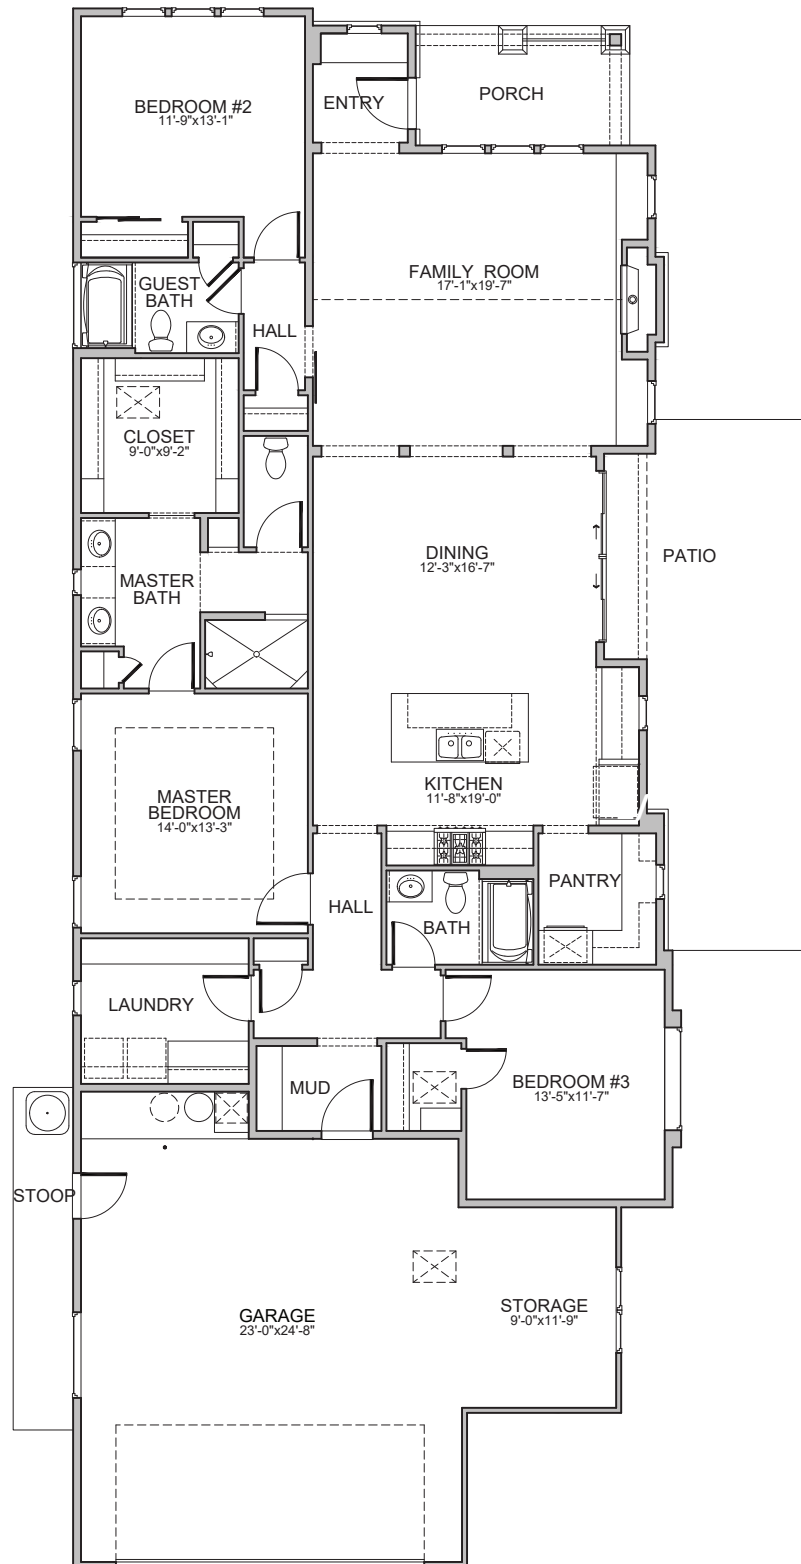 BEDROOM #2
11'-9"x13'-1"
ENTRY
PORCH
GUEST
BATH
FAMILY ROOM
17'-1"x19'-7"
HALL
CLOSET
9'-0"x9'-2"
MASTER
BATH
DINING
12'-3"x16'-7"
PATIO
MASTER
BEDROOM
14'-0"x13'-3"
KITCHEN
11'-8"x19'-0"
HALL
BATH
PANTRY
LAUNDRY
MUD
BEDROOM #3
13'-5"x11'-7"
STOOP
GARAGE
23'-0"x24'-8"
STORAGE
9'-0"x11'-9"